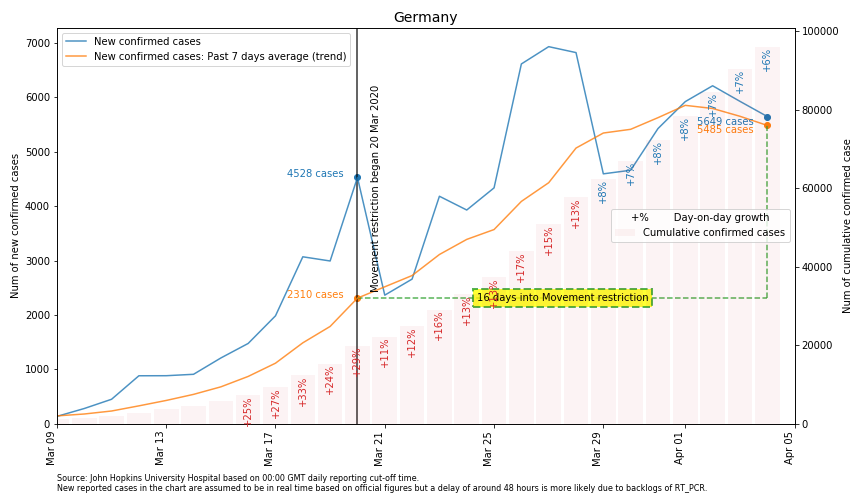 Germany
New confirmed cases
New confirmed cases: Past 7 days average (trend)
Num of new confirmed cases
7000
6000
5000
4000
3000
2000
1000
0
Num of cumulative confirmed case
100000
80000
60000
40000
20000
0
Movement restriction began 20 Mar 2020
4528 cases
2310 cases
5649 cases
5485 cases
+% Day-on-day growth
Cumulative confirmed cases
16 days into Movement restriction
+25%
+27%
+33%
+24%
+29%
+11%
+12%
+16%
+13%
+13%
+17%
+15%
+13%
+8%
+7%
+8%
+8%
+7%
+7%
+6%
Mar 09
Mar 13
Mar 17
Mar 21
Mar 25
Mar 29
Apr 01
Apr 05
Source: John Hopkins University Hospital based on 00:00 GMT daily reporting cut-off time.
New reported cases in the chart are assumed to be in real time based on official figures but a delay of around 48 hours is more likely due to backlogs of RT_PCR.